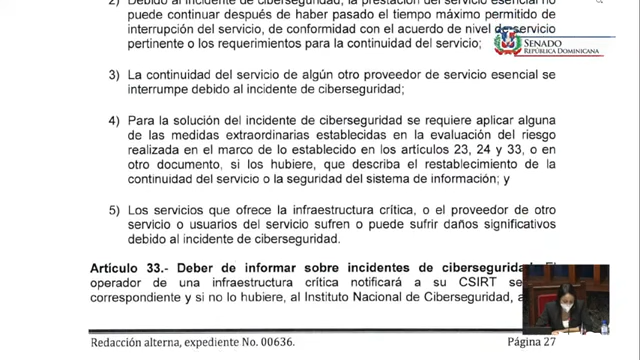 2) Debido al incidente de ciberseguridad, la prestación del servicio esencial no
puede continuar después de haber pasado el tiempo máximo permitido de
interrupción del servicio, de conformidad con el acuerdo de nivel de servicio
pertinente o los requerimientos para la continuidad del servicio;
SENADO
REPÚBLICA DOMINICANA
3) La continuidad del servicio de algún otro proveedor de servicio esencial se
interrumpe debido al incidente de ciberseguridad;
4) Para la solución del incidente de ciberseguridad se requiere aplicar alguna
de las medidas extraordinarias establecidas en la evaluación del riesgo
realizada en el marco de lo establecido en los artículos 23, 24 y 33, o en
otro documento, si los hubiere, que describa el restablecimiento de la
continuidad del servicio o la seguridad del sistema de información; y
5) Los servicios que ofrece la infraestructura crítica, o el proveedor de otro
servicio o usuarios del servicio sufren o puede sufrir daños significativos
debido al incidente de ciberseguridad.
Artículo 33.- Deber de informar sobre incidentes de ciberseguridad. El
operador de una infraestructura crítica notificará a su CSIRT
correspondiente y si no lo hubiere, al Instituto Nacional de Ciberseguridad,
Redacción alterna, expediente No. 00636. Página 27